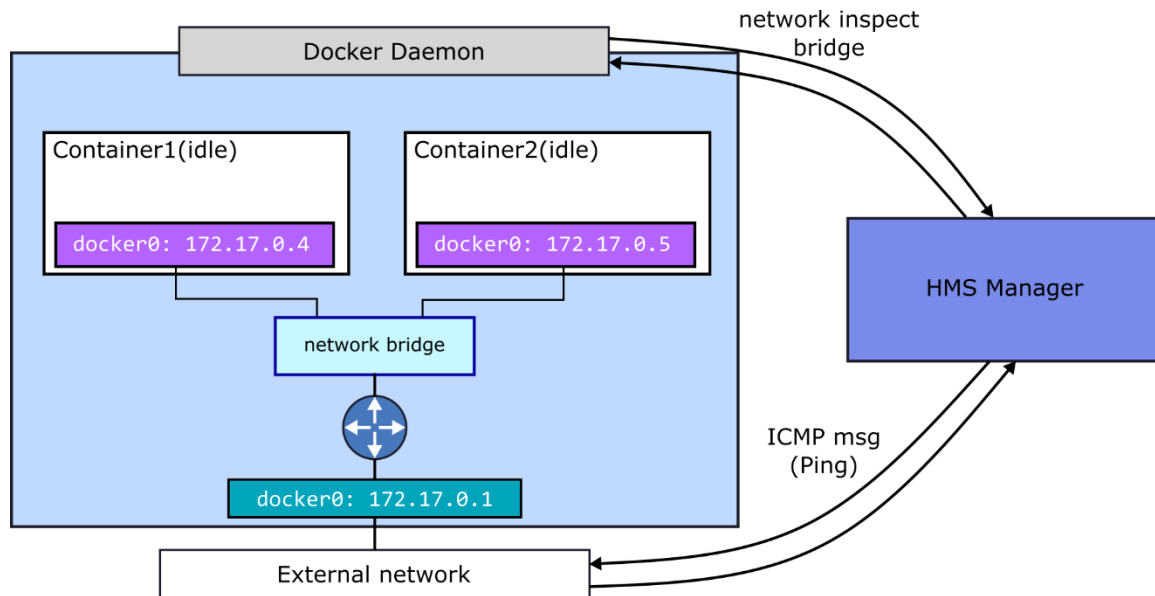 network inspect
bridge
Docker Daemon
Container1(idle)
Container2(idle)
docker0: 172.17.0.4
docker0: 172.17.0.5
HMS Manager
network bridge
ICMP msg
(Ping)
docker0: 172.17.0.1
External network